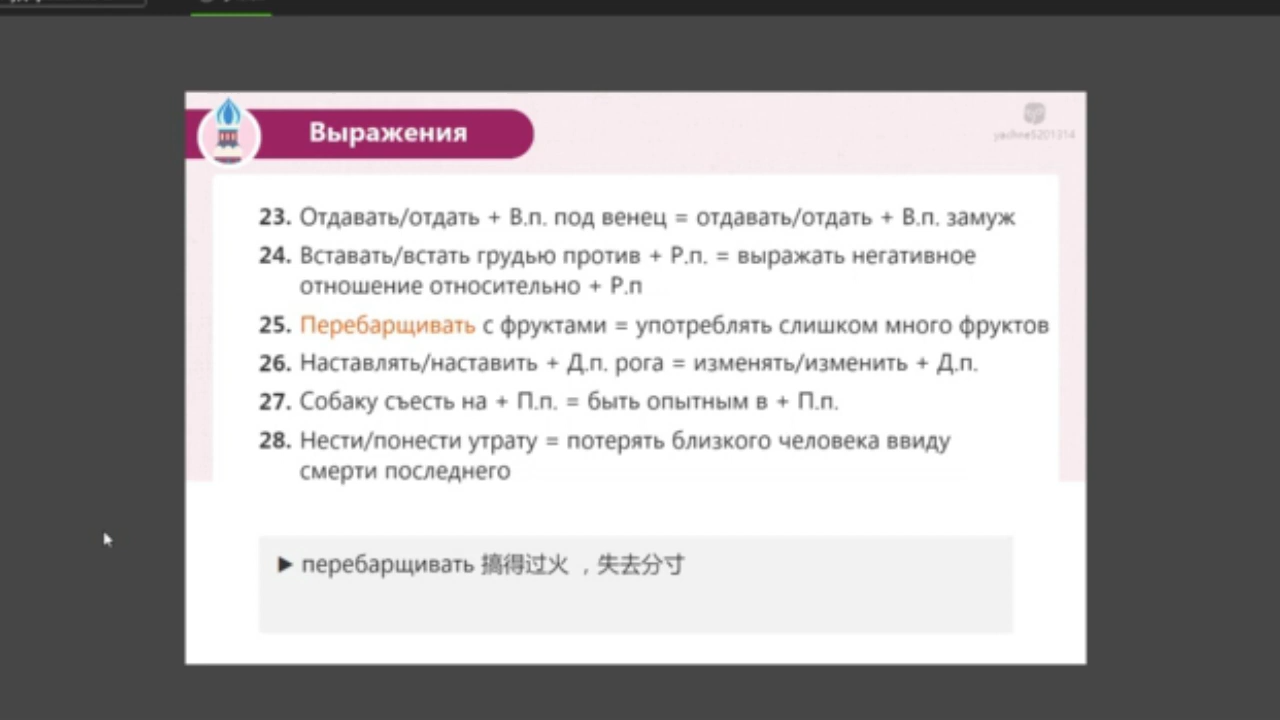 Выражения
yachne5201314
23. Отдавать/отдать + В.п. под венец = отдавать/отдать + В.п. замуж
24. Вставать/встать грудью против + Р.п. = выражать негативное
отношение относительно + Р.п
25. Перебарщивать с фруктами = употреблять слишком много фруктов
26. Наставлять/наставить + Д.п. рога = изменять/изменить + Д.п.
27. Собаку съесть на + П.п. = быть опытным в + П.п.
28. Нести/понести утрату = потерять близкого человека ввиду
смерти последнего
▶ перебарщивать 搞得过火 ，失去分寸